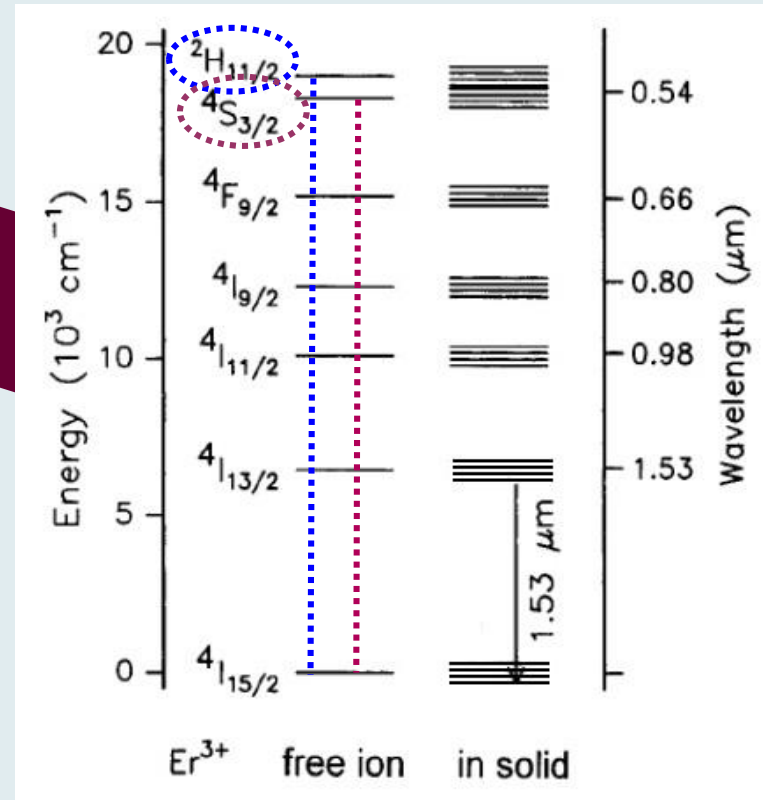 20
²H₁₁/₂
⁴S₃/₂
0.54
⁴F₉/₂
15
0.66
⁴I₉/₂
0.80
⁴I₁₁/₂
10
0.98
⁴I₁₃/₂
1.53
5
1.53 μm
0
⁴I₁₅/₂
Energy (10³ cm⁻¹)
Wavelength (μm)
Er³⁺ free ion in solid